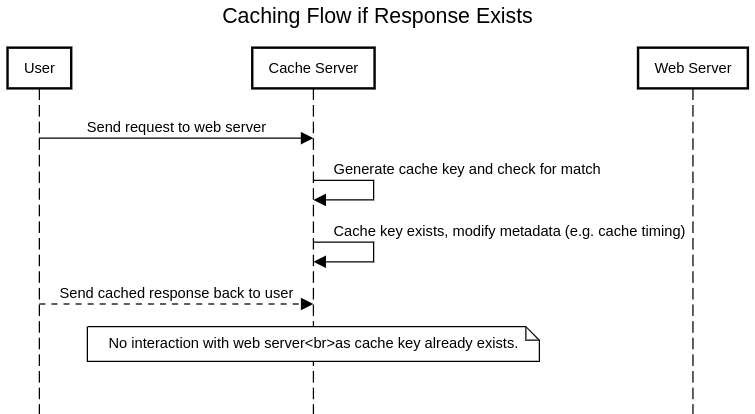 Caching Flow if Response Exists
User
Cache Server
Web Server
Send request to web server
Generate cache key and check for match
Cache key exists, modify metadata (e.g. cache timing)
Send cached response back to user
No interaction with web server<br>as cache key already exists.